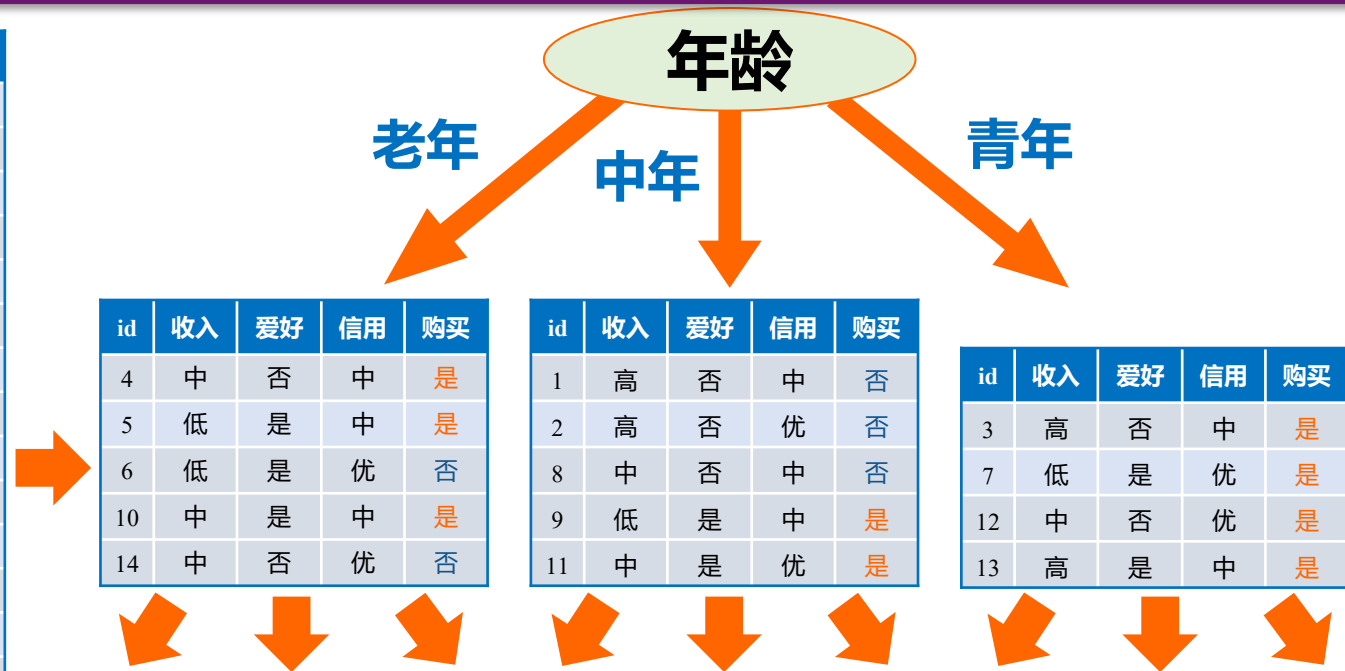 年龄
老年
中年
青年
id 收入 爱好 信用 购买
4 中 否 中 是
5 低 是 中 是
6 低 是 优 否
10 中 是 中 是
14 中 否 优 否
id 收入 爱好 信用 购买
1 高 否 中 否
2 高 否 优 否
8 中 否 中 否
9 低 是 中 是
11 中 是 优 是
id 收入 爱好 信用 购买
3 高 否 中 是
7 低 是 优 是
12 中 否 优 是
13 高 是 中 是